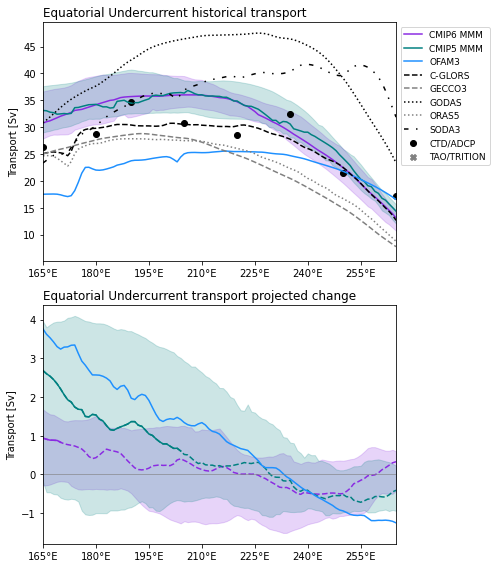 Equatorial Undercurrent historical transport
Transport [Sv]
45
40
35
30
25
20
15
10
165°E 180°E 195°E 210°E 225°E 240°E 255°E
CMIP6 MMM
CMIP5 MMM
OFAM3
C-GLORS
GECCO3
GODAS
ORAS5
SODA3
CTD/ADCP
TAO/TRITION
Equatorial Undercurrent transport projected change
Transport [Sv]
4
3
2
1
0
−1
165°E 180°E 195°E 210°E 225°E 240°E 255°E